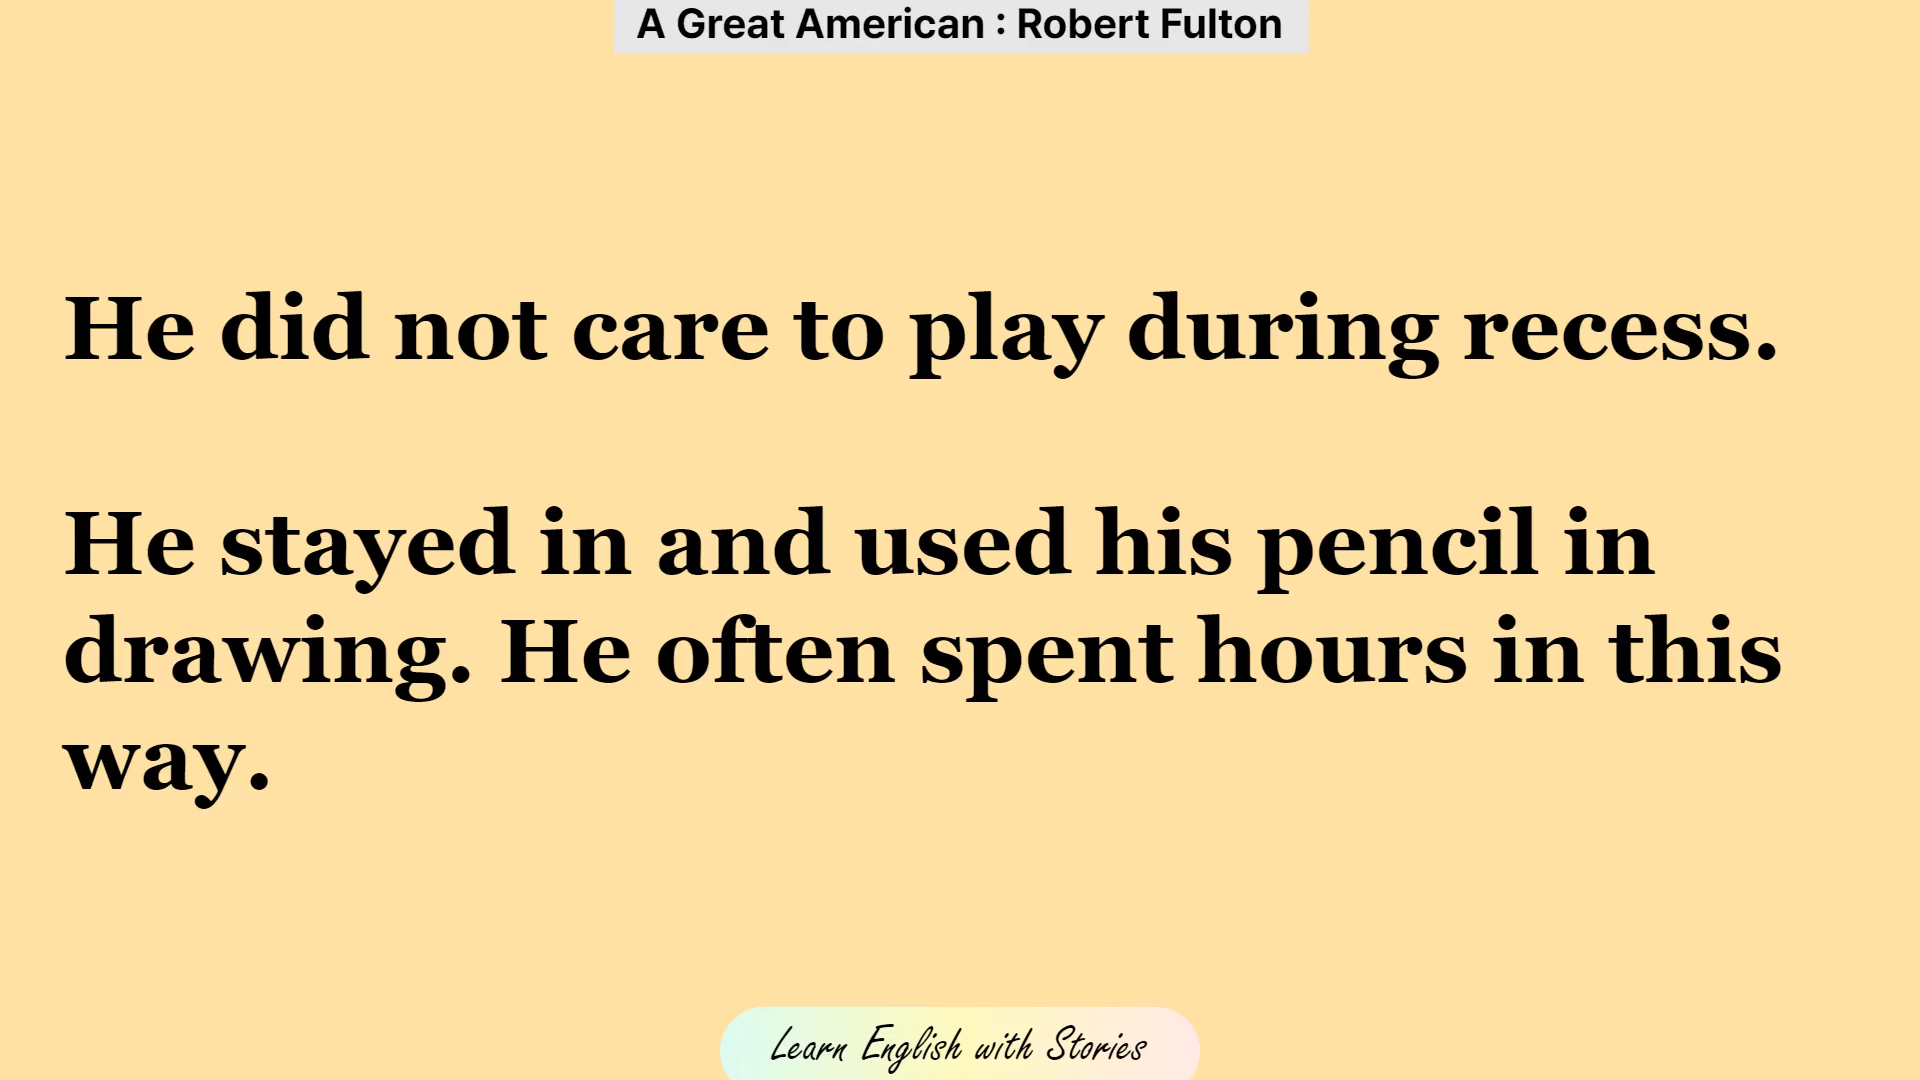 A Great American : Robert Fulton
He did not care to play during recess.
He stayed in and used his pencil in
drawing. He often spent hours in this
way.
Learn English with Stories